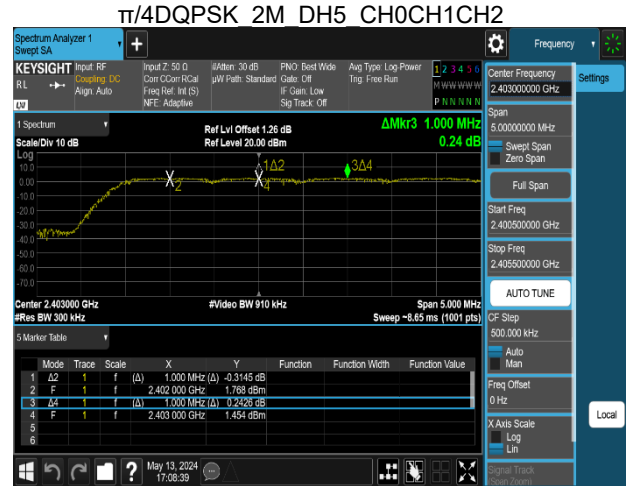 π/4DQPSK_2M_DH5_CH0CH1CH2
Spectrum Analyzer 1
Swept SA
Frequency
KEYSIGHT
RL
Input: RF
Coupling: DC
Align: Auto
Input Z: 50 Ω
Corr CCorr RCal
Freq Ref: Int (S)
NFE: Adaptive
#Atten: 30 dB
µW Path: Standard
PNO: Best Wide
Gate: Off
IF Gain: Low
Sig Track: Off
Avg Type: Log-Power
Trig: Free Run
1 2 3 4 5 6
M W W W W W
P N N N N N
Center Frequency
2.403000000 GHz
Settings
Span
5.00000000 MHz
Swept Span
Zero Span
Full Span
Start Freq
2.400500000 GHz
Stop Freq
2.405500000 GHz
AUTO TUNE
CF Step
500.000 kHz
Auto
Man
Freq Offset
0 Hz
X Axis Scale
Log
Lin
Signal Track
(Span Zoom)
Local
1 Spectrum
Scale/Div 10 dB
Ref Lvl Offset 1.26 dB
Ref Level 20.00 dBm
ΔMkr3 1.000 MHz
0.24 dB
Log
10.0
0.00
-10.0
-20.0
-30.0
-40.0
-50.0
-60.0
-70.0
2
1Δ2
4
3Δ4
Center 2.403000 GHz
#Res BW 300 kHz
#Video BW 910 kHz
Span 5.000 MHz
Sweep ~8.65 ms (1001 pts)
5 Marker Table
Mode Trace Scale X Y Function Function Width Function Value
1 Δ2 1 f (Δ) 1.000 MHz (Δ) -0.3145 dB
2 F 1 f 2.402 000 GHz 1.768 dBm
3 Δ4 1 f (Δ) 1.000 MHz (Δ) 0.2426 dB
4 F 1 f 2.403 000 GHz 1.454 dBm
5
6
?
May 13, 2024
17:08:39